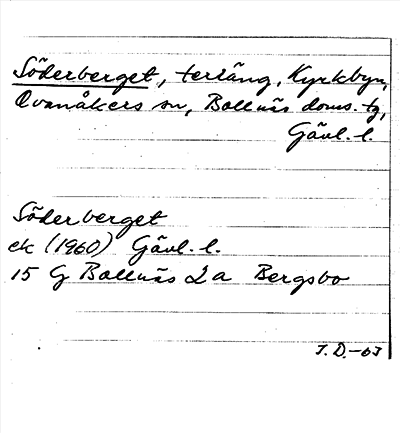 Söderberget, terräng, Kyrkbyn,
Ovanåkers sn, Bollnäs doms. tg,
Gävl. l.
Söderberget
ek (1960) Gävl. l.
15 G Bollnäs 2a Bergsbo
J.D.-63